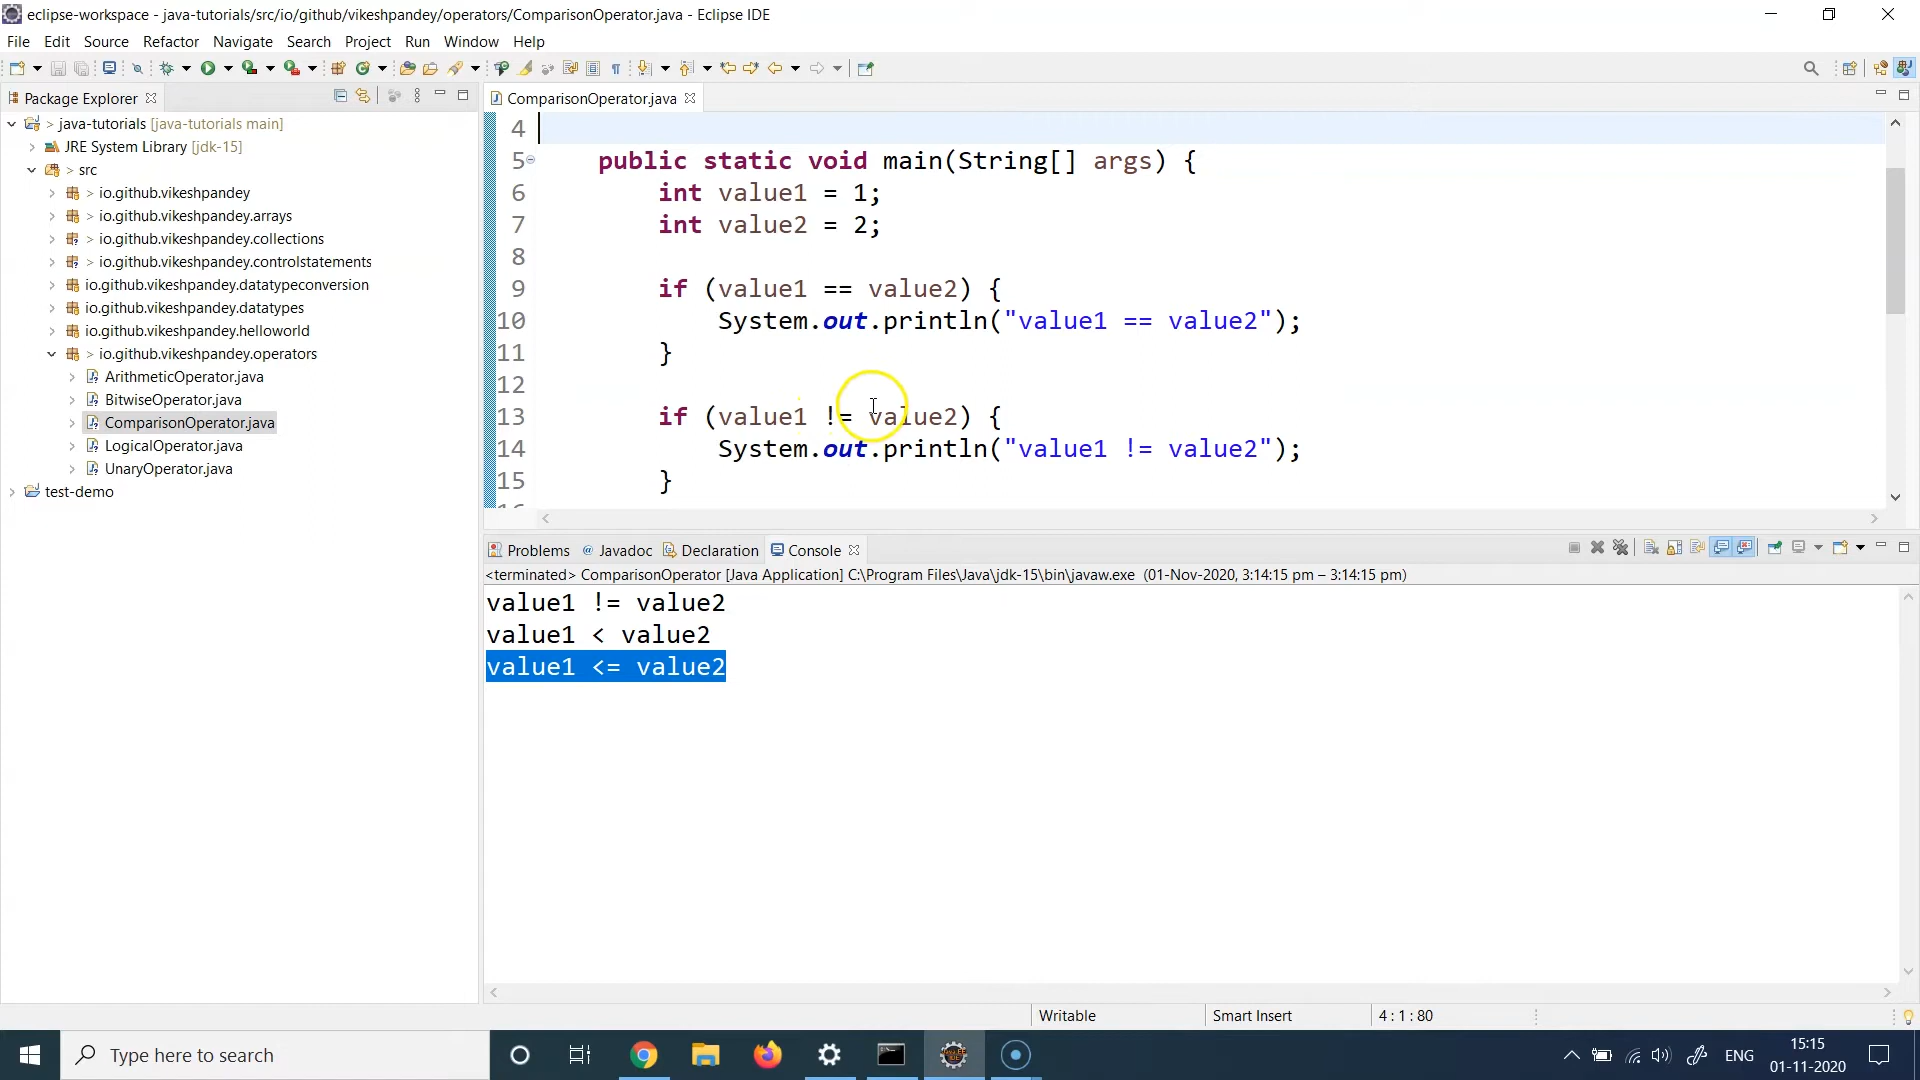 eclipse-workspace - java-tutorials/src/io/github/vikeshpandey/operators/ComparisonOperator.java - Eclipse IDE
File Edit Source Refactor Navigate Search Project Run Window Help
Package Explorer
> java-tutorials [java-tutorials main]
JRE System Library [jdk-15]
> src
> io.github.vikeshpandey
> io.github.vikeshpandey.arrays
> io.github.vikeshpandey.collections
> io.github.vikeshpandey.controlstatements
io.github.vikeshpandey.datatypeconversion
io.github.vikeshpandey.datatypes
io.github.vikeshpandey.helloworld
> io.github.vikeshpandey.operators
ArithmeticOperator.java
BitwiseOperator.java
ComparisonOperator.java
LogicalOperator.java
UnaryOperator.java
test-demo
ComparisonOperator.java
4
5 public static void main(String[] args) {
6 int value1 = 1;
7 int value2 = 2;
8
9 if (value1 == value2) {
10 System.out.println("value1 == value2");
11 }
12
13 if (value1 != value2) {
14 System.out.println("value1 != value2");
15 }
Problems Javadoc Declaration Console
<terminated> ComparisonOperator [Java Application] C:\Program Files\Java\jdk-15\bin\javaw.exe (01-Nov-2020, 3:14:15 pm – 3:14:15 pm)
value1 != value2
value1 < value2
value1 <= value2
Writable Smart Insert 4 : 1 : 80
Type here to search
ENG
15:15
01-11-2020